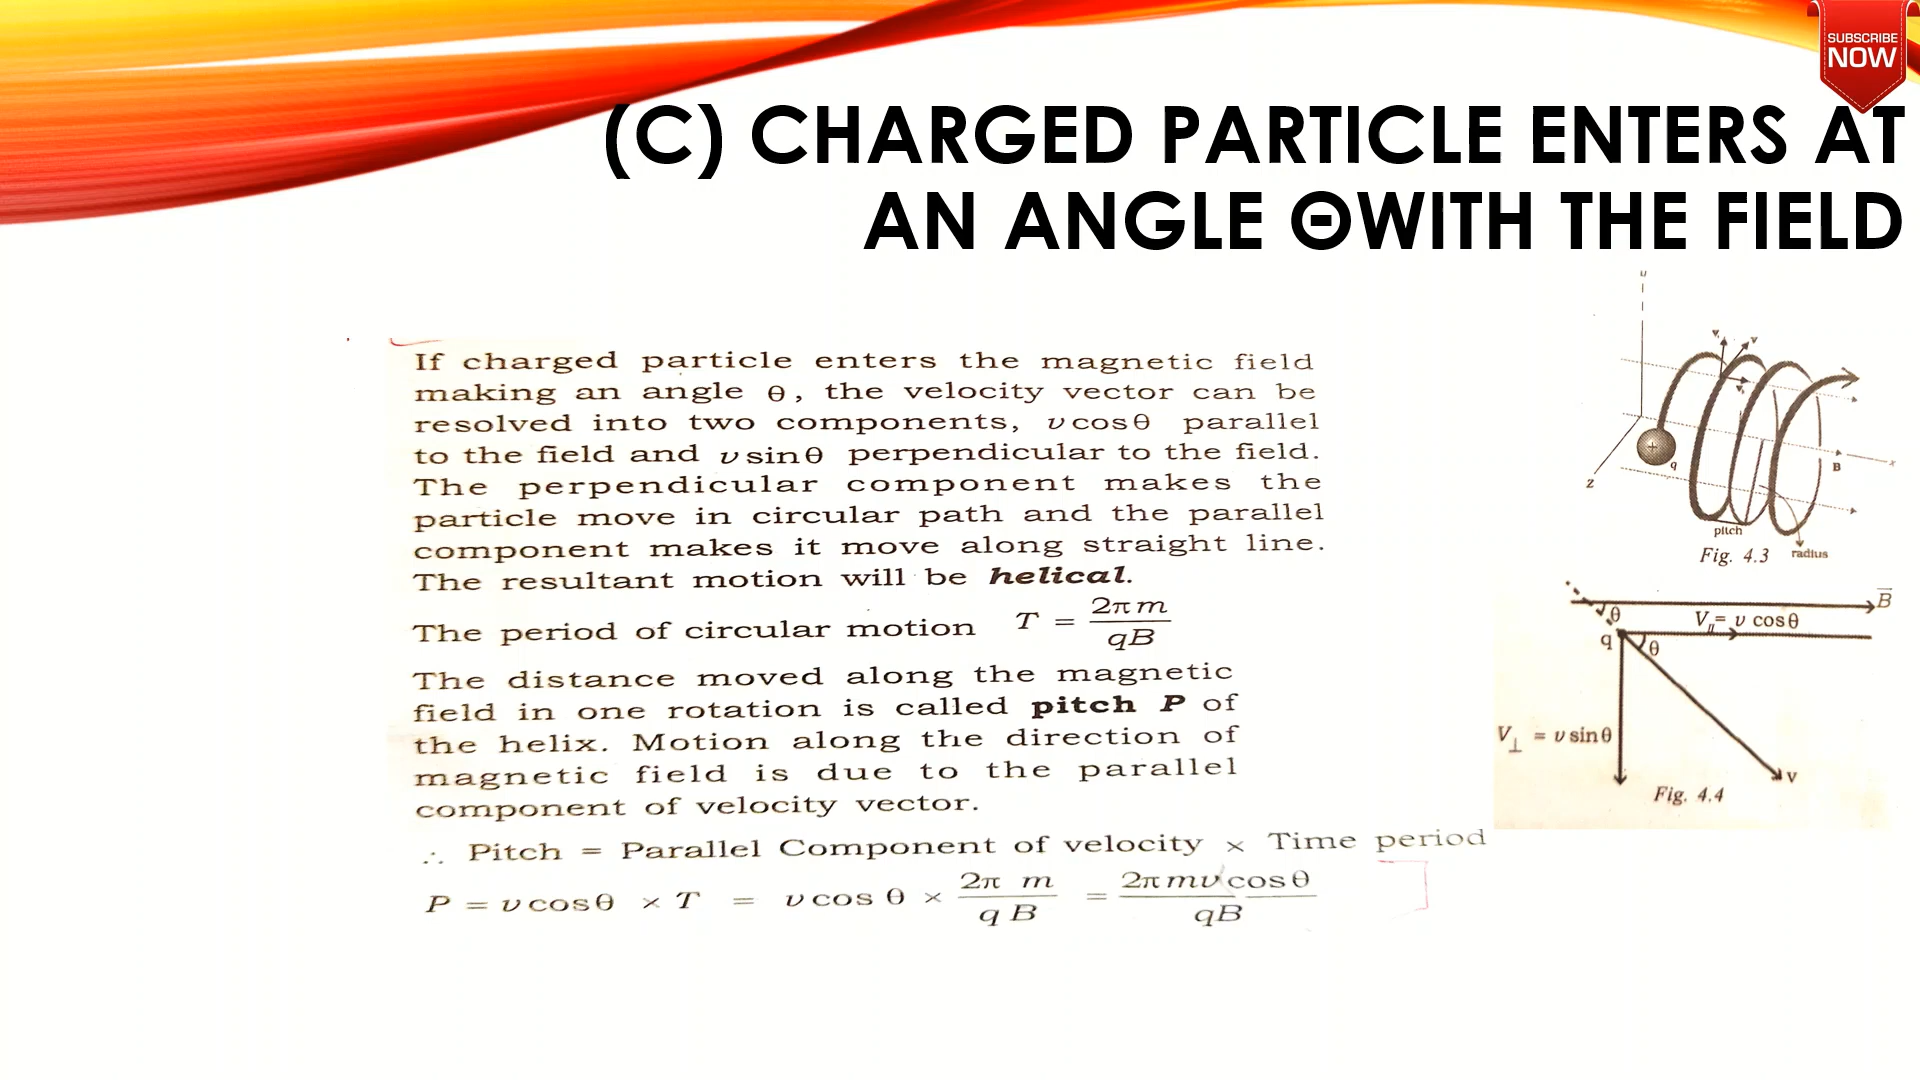 SUBSCRIBE
NOW
(C) CHARGED PARTICLE ENTERS AT
AN ANGLE ΘWITH THE FIELD
If charged particle enters the magnetic field
making an angle θ, the velocity vector can be
resolved into two components, υ cosθ parallel
to the field and υ sinθ perpendicular to the field.
The perpendicular component makes the
particle move in circular path and the parallel
component makes it move along straight line.
The resultant motion will be helical.
The period of circular motion T = 2π m / qB
The distance moved along the magnetic
field in one rotation is called pitch P of
the helix. Motion along the direction of
magnetic field is due to the parallel
component of velocity vector.
∴ Pitch = Parallel Component of velocity × Time period
P = υ cosθ × T = υ cos θ × 2π m / q B = 2π mυ cosθ / qB
v
+
q
B
x
z
pitch
radius
Fig. 4.3
B
θ
V∥ = υ cosθ
q
θ
V⊥ = υ sinθ
v
Fig. 4.4